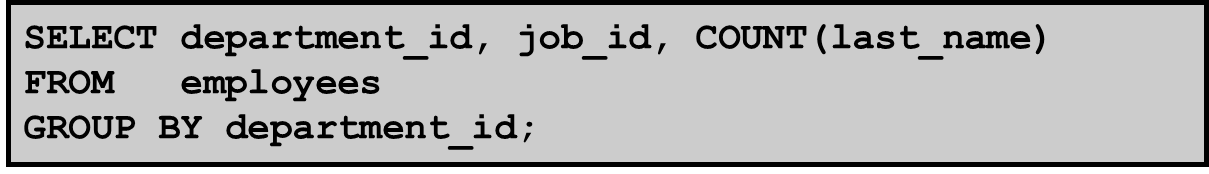 SELECT department_id, job_id, COUNT(last_name)
FROM   employees
GROUP BY department_id;